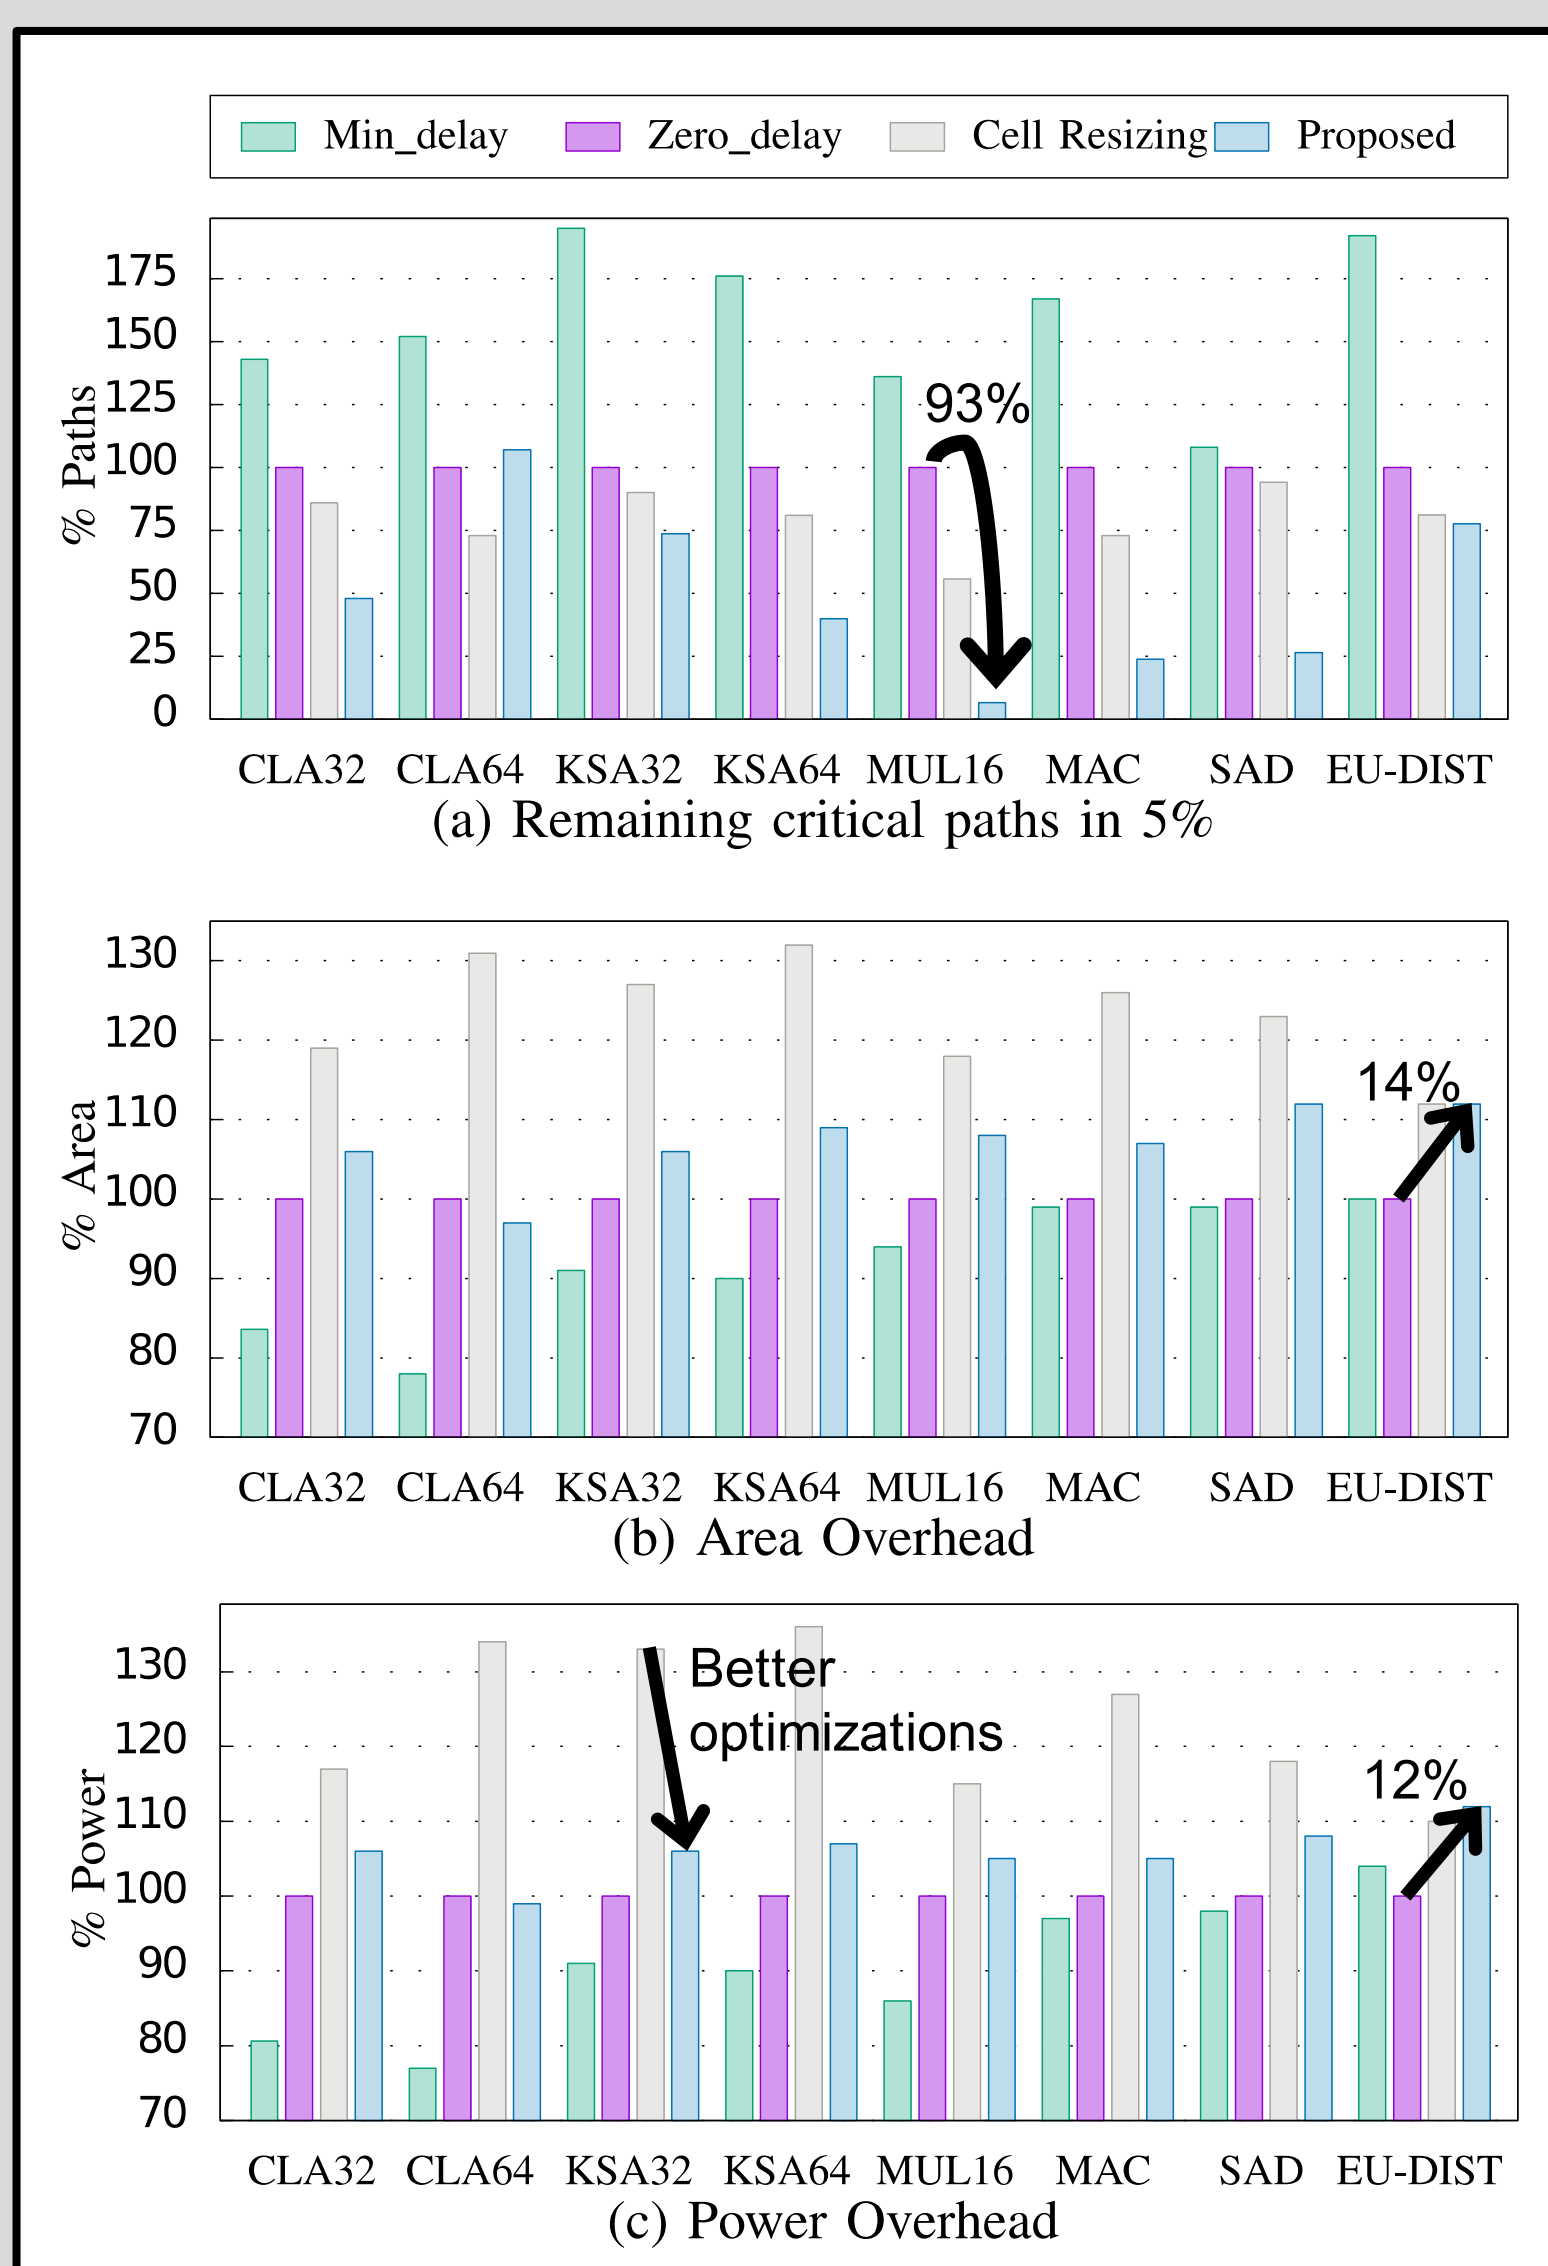 Min_delay Zero_delay Cell Resizing Proposed
% Paths
175
150
125
100
75
50
25
0
93%
CLA32 CLA64 KSA32 KSA64 MUL16 MAC SAD EU-DIST
(a) Remaining critical paths in 5%
% Area
130
120
110
100
90
80
70
14%
CLA32 CLA64 KSA32 KSA64 MUL16 MAC SAD EU-DIST
(b) Area Overhead
% Power
130
120
110
100
90
80
70
Better
optimizations
12%
CLA32 CLA64 KSA32 KSA64 MUL16 MAC SAD EU-DIST
(c) Power Overhead